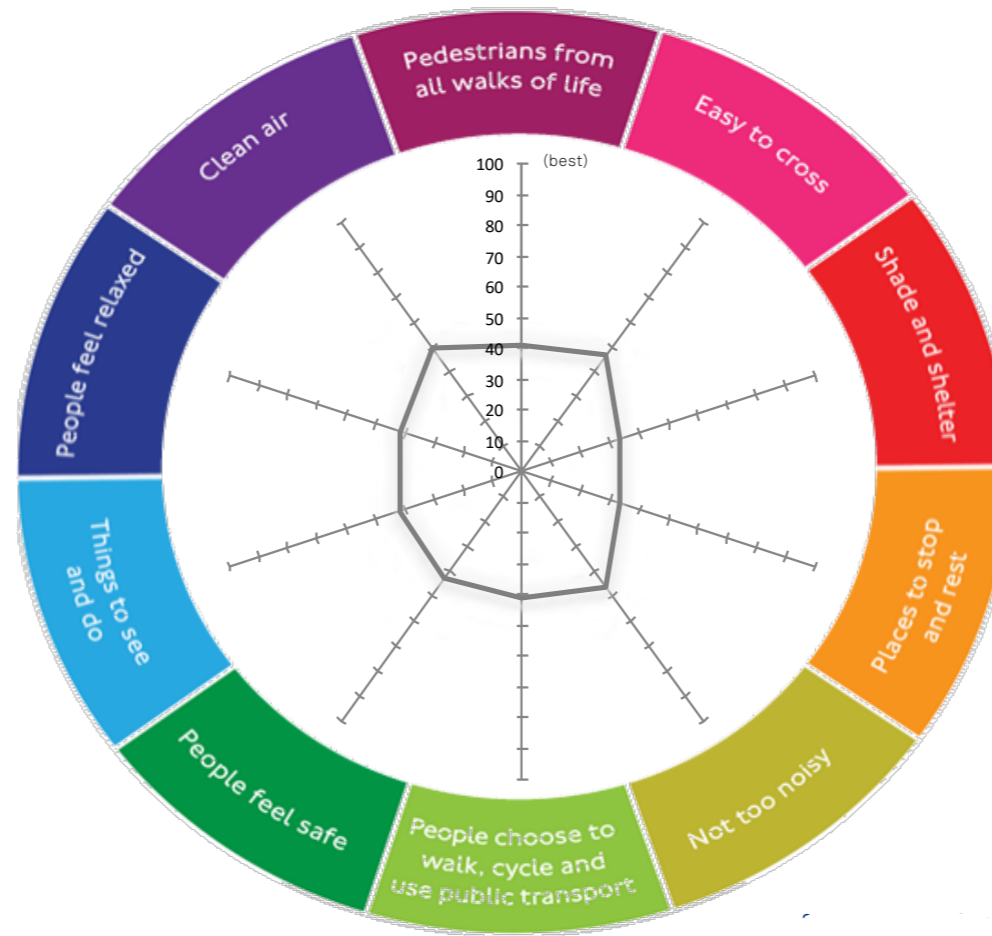 Pedestrians from
all walks of life
Easy to cross
Shade and shelter
Places to stop
and rest
Not too noisy
People choose to
walk, cycle and
use public transport
People feel safe
Things to see
and do
People feel relaxed
Clean air
100 (best)
90
80
70
60
50
40
30
20
10
0